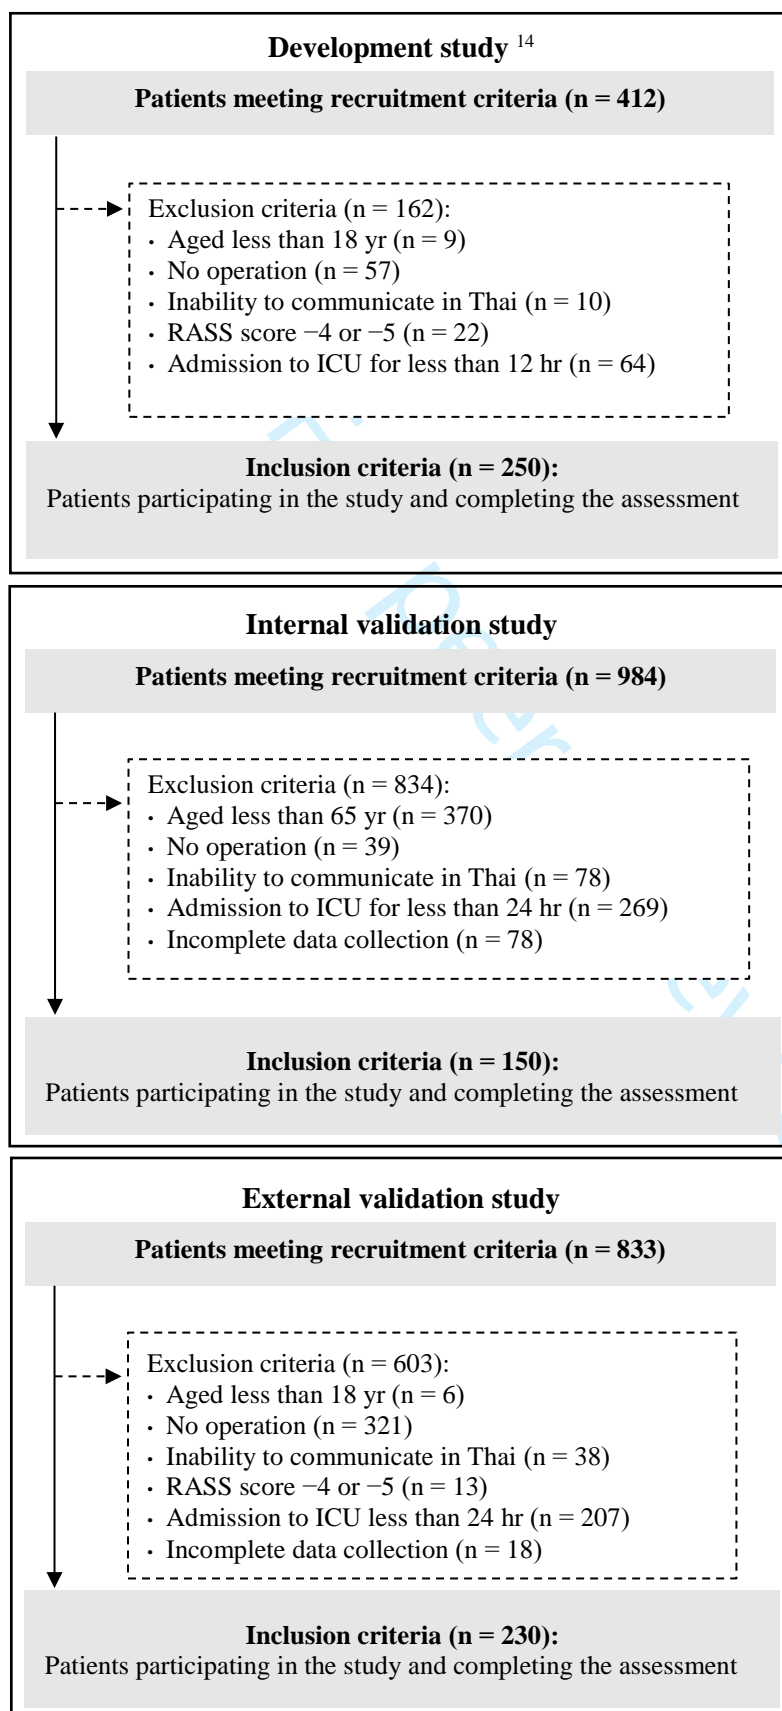 Development study 14
Patients meeting recruitment criteria (n = 412)
Exclusion criteria (n = 162):
· Aged less than 18 yr (n = 9)
· No operation (n = 57)
· Inability to communicate in Thai (n = 10)
· RASS score −4 or −5 (n = 22)
· Admission to ICU for less than 12 hr (n = 64)
Inclusion criteria (n = 250):
Patients participating in the study and completing the assessment
Internal validation study
Patients meeting recruitment criteria (n = 984)
Exclusion criteria (n = 834):
· Aged less than 65 yr (n = 370)
· No operation (n = 39)
· Inability to communicate in Thai (n = 78)
· Admission to ICU for less than 24 hr (n = 269)
· Incomplete data collection (n = 78)
Inclusion criteria (n = 150):
Patients participating in the study and completing the assessment
External validation study
Patients meeting recruitment criteria (n = 833)
Exclusion criteria (n = 603):
· Aged less than 18 yr (n = 6)
· No operation (n = 321)
· Inability to communicate in Thai (n = 38)
· RASS score −4 or −5 (n = 13)
· Admission to ICU less than 24 hr (n = 207)
· Incomplete data collection (n = 18)
Inclusion criteria (n = 230):
Patients participating in the study and completing the assessment